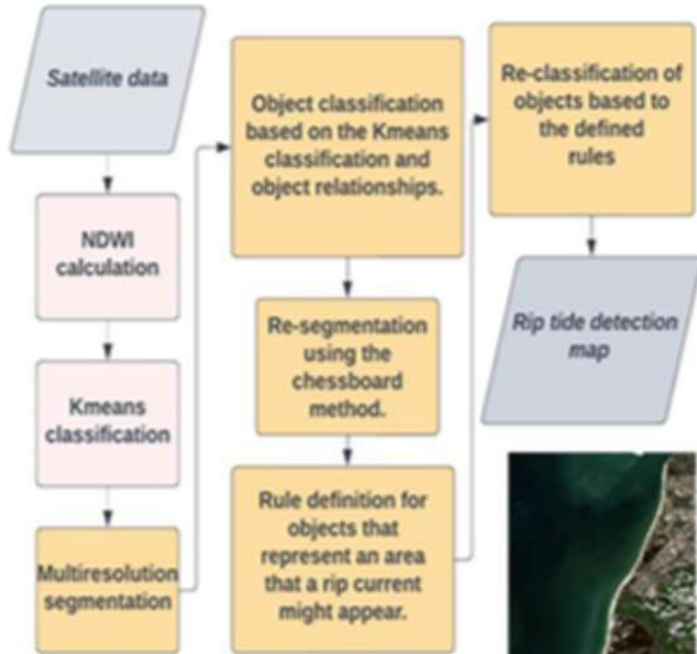 Satellite data
NDWI
calculation
Kmeans
classification
Multiresolution
segmentation
Object classification
based on the Kmeans
classification and
object relationships.
Re-segmentation
using the
chessboard
method.
Rule definition for
objects that
represent an area
that a rip current
might appear.
Re-classification of
objects based to
the defined
rules
Rip tide detection
map